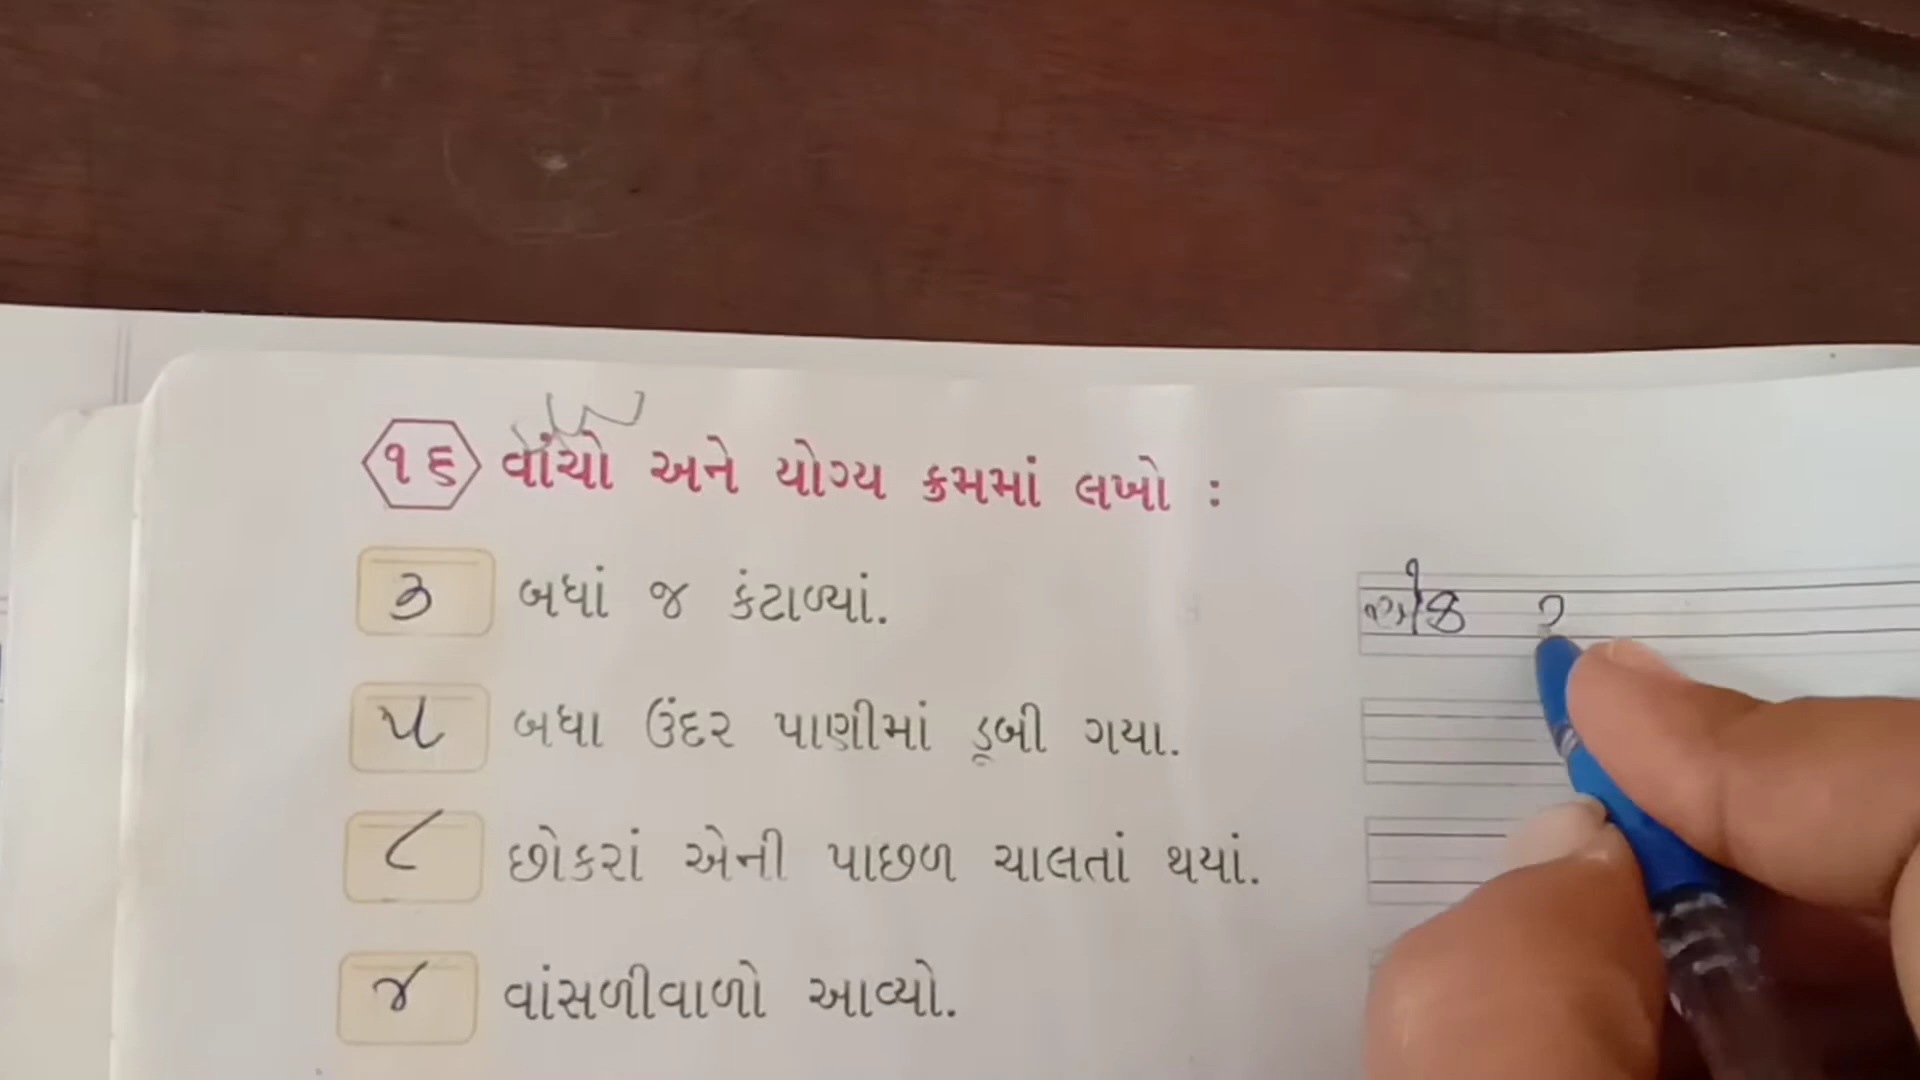 ૧૬ વાંચો અને યોગ્ય ક્રમમાં લખો :
૩ બધાં જ કંટાળ્યાં.
૫ બધા ઉંદર પાણીમાં ડૂબી ગયા.
૮ છોકરાં એની પાછળ ચાલતાં થયાં.
૪ વાંસળીવાળો આવ્યો.
એક